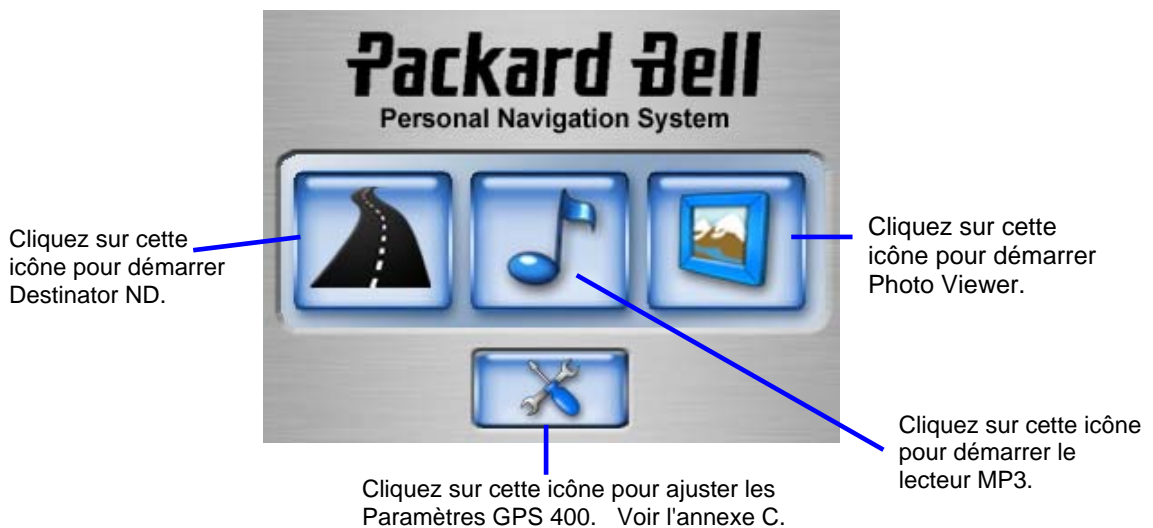 Packard Bell
Personal Navigation System
Cliquez sur cette
icône pour démarrer
Destinator ND.
Cliquez sur cette
icône pour démarrer
Photo Viewer.
Cliquez sur cette icône
pour démarrer le
lecteur MP3.
Cliquez sur cette icône pour ajuster les
Paramètres GPS 400. Voir l'annexe C.